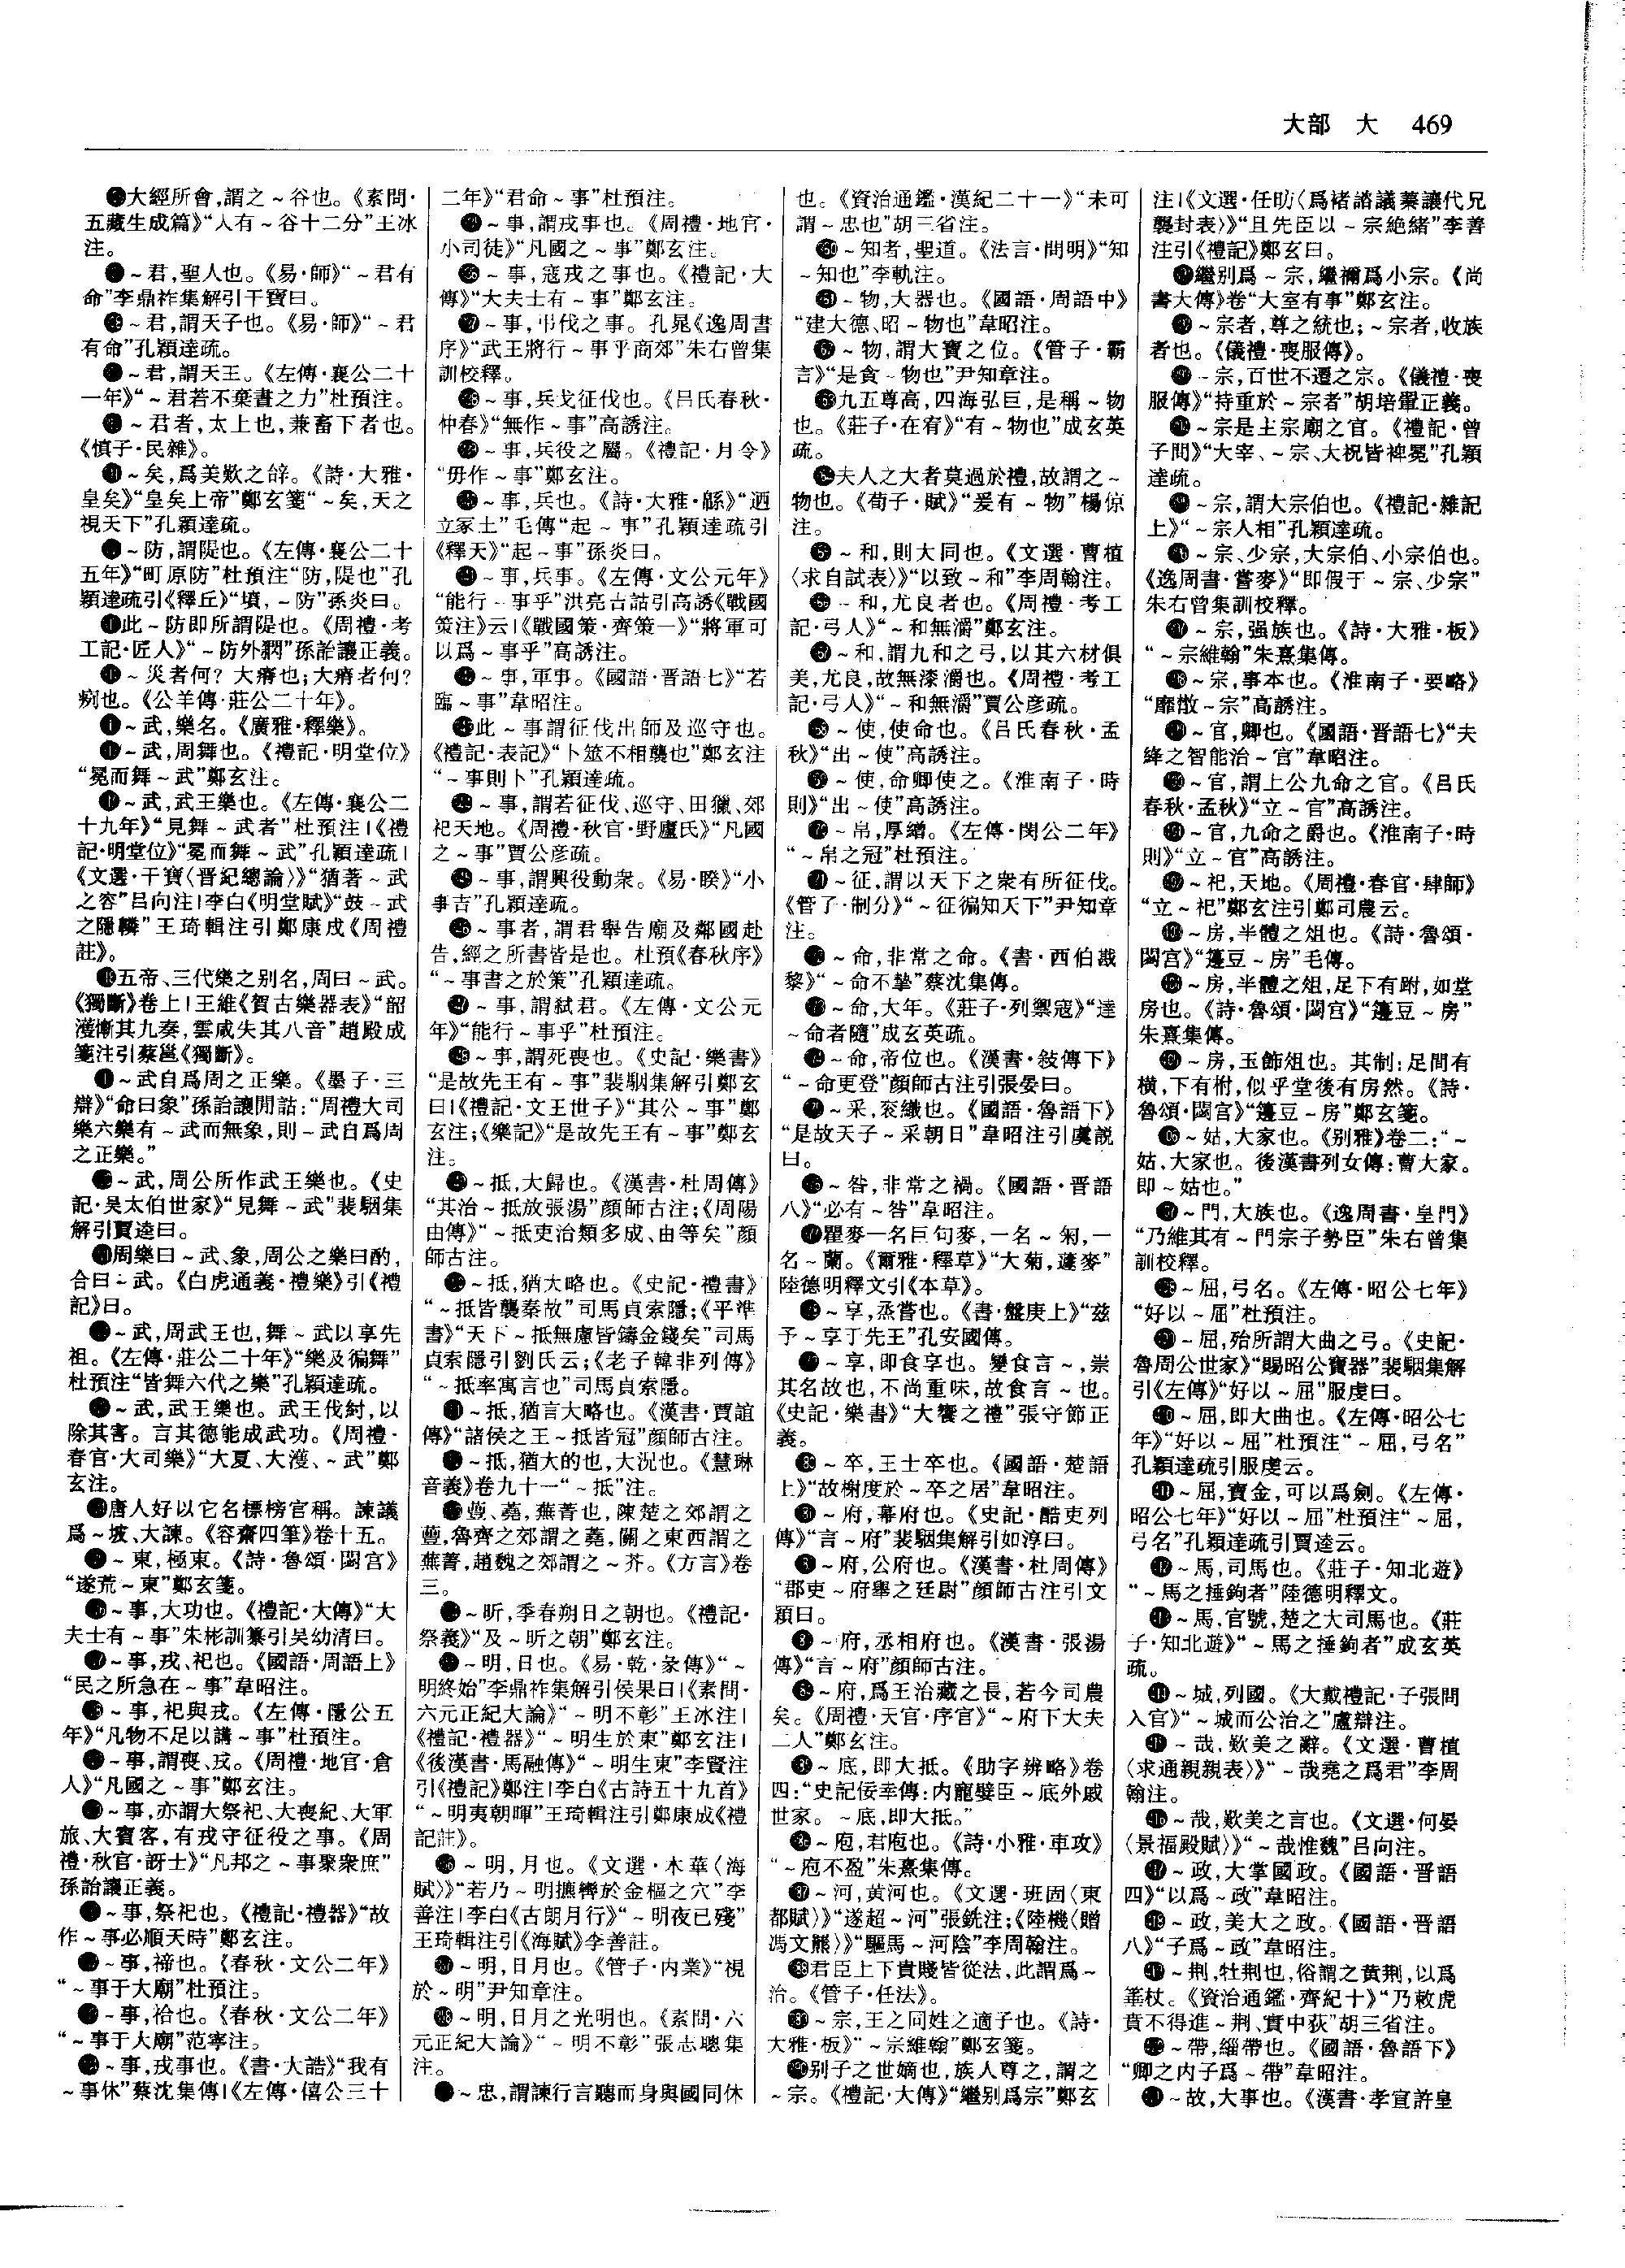 大部　大　469
大經所會,謂之～谷也。《素問·
五藏生成篇》“人有～谷十二分”王冰
注。
～君,聖人也。《易·師》“～君有
命”李鼎祚集解引干寶曰。
～君,謂天子也。《易·師》“～君
有命”孔穎達疏。
～君,謂天王。《左傳·襄公二十
一年》“～君若不棄書之力”杜預注。
～君者,太上也,兼畜下者也。
《慎子·民雜》。
～矣,爲美歎之辝。《詩·大雅·
皇矣》“皇矣上帝”鄭玄箋“～矣,天之
視天下”孔穎達疏。
～防,謂隄也。《左傳·襄公二十
五年》“町原防”杜預注“防,隄也”孔
穎達疏引《釋丘》“墳,～防”孫炎曰。
此～防即所謂隄也。《周禮·考
工記·匠人》“～防外閷”孫詒讓正義。
～災者何?大瘠也;大瘠者何?
㾐也。《公羊傳·莊公二十年》。
～武,樂名。《廣雅·釋樂》。
～武,周舞也。《禮記·明堂位》
“冕而舞～武”鄭玄注。
～武,武王樂也。《左傳·襄公二
十九年》“見舞～武者”杜預注|《禮
記·明堂位》“冕而舞～武”孔穎達疏|
《文選·干寶〈晉紀總論〉》“猶著～武
之容”呂向注|李白《明堂賦》“鼓～武
之隱轔”王琦輯注引鄭康成《周禮
註》。
五帝、三代樂之别名,周曰～武。
《獨斷》卷上|王維《賀古樂器表》“韶
濩慚其九奏,雲咸失其八音”趙殿成
箋注引蔡邕《獨斷》。
～武自爲周之正樂。《墨子·三
辯》“命曰象”孫詒讓閒詁:“周禮大司
樂六樂有～武而無象,則～武自爲周
之正樂。”
～武,周公所作武王樂也。《史
記·吴太伯世家》“見舞～武”裴駰集
解引賈逵曰。
周樂曰～武、象,周公之樂曰酌,
合曰～武。《白虎通義·禮樂》引《禮
記》曰。
～武,周武王也,舞～武以享先
祖。《左傳·莊公二十年》“樂及徧舞”
杜預注“皆舞六代之樂”孔穎達疏。
～武,武王樂也。武王伐紂,以
除其害。言其德能成武功。《周禮·
春官·大司樂》“大夏、大濩、～武”鄭
玄注。
唐人好以它名標榜官稱。諫議
爲～坡、大諫。《容齋四筆》卷十五。
～東,極東。《詩·魯頌·閟宫》
“遂荒～東”鄭玄箋。
～事,大功也。《禮記·大傳》“大
夫士有～事”朱彬訓纂引吴幼清曰。
～事,戎、祀也。《國語·周語上》
“民之所急在～事”韋昭注。
～事,祀與戎。《左傳·隱公五
年》“凡物不足以講～事”杜預注。
～事,謂喪、戎。《周禮·地官·倉
人》“凡國之～事”鄭玄注。
～事,亦謂大祭祀、大喪紀、大軍
旅、大賓客,有戎守征役之事。《周
禮·秋官·訝士》“凡邦之～事聚衆庶”
孫詒讓正義。
～事,祭祀也。《禮記·禮器》“故
作～事必順天時”鄭玄注。
～事,禘也。《春秋·文公二年》
“～事于大廟”杜預注。
～事,祫也。《春秋·文公二年》
“～事于大廟”范寧注。
～事,戎事也。《書·大誥》“我有
～事休”蔡沈集傳|《左傳·僖公三十
二年》“君命～事”杜預注。
～事,謂戎事也。《周禮·地官·
小司徒》“凡國之～事”鄭玄注。
～事,寇戎之事也。《禮記·大
傳》“大夫士有～事”鄭玄注。
～事,弔伐之事。孔晁《逸周書
序》“武王將行～事乎商郊”朱右曾集
訓校釋。
～事,兵戈征伐也。《呂氏春秋·
仲春》“無作～事”高誘注。
～事,兵役之屬。《禮記·月令》
“毋作～事”鄭玄注。
～事,兵也。《詩·大雅·緜》“迺
立冢土”毛傳“起～事”孔穎達疏引
《釋天》“起～事”孫炎曰。
～事,兵事。《左傳·文公元年》
“能行～事乎”洪亮吉詁引高誘《戰國
策注》云|《戰國策·齊策一》“將軍可
以爲～事乎”高誘注。
～事,軍事。《國語·晉語七》“若
臨～事”韋昭注。
此～事謂征伐出師及巡守也。
《禮記·表記》“卜筮不相襲也”鄭玄注
“～事則卜”孔穎達疏。
～事,謂若征伐、巡守、田獵、郊
祀天地。《周禮·秋官·野廬氏》“凡國
之～事”賈公彦疏。
～事,謂興役動衆。《易·睽》“小
事吉”孔穎達疏。
～事者,謂君舉告廟及鄰國赴
告,經之所書皆是也。杜預《春秋序》
“～事書之於策”孔穎達疏。
～事,謂弑君。《左傳·文公元
年》“能行～事乎”杜預注。
～事,謂死喪也。《史記·樂書》
“是故先王有～事”裴駰集解引鄭玄
曰|《禮記·文王世子》“其公～事”鄭
玄注;《樂記》“是故先王有～事”鄭玄
注。
～抵,大歸也。《漢書·杜周傳》
“其治～抵放張湯”顔師古注;《周陽
由傳》“～抵吏治類多成、由等矣”顔
師古注。
～抵,猶大略也。《史記·禮書》
“～抵皆襲秦故”司馬貞索隱;《平準
書》“天下～抵無慮皆鑄金錢矣”司馬
貞索隱引劉氏云;《老子韓非列傳》
“～抵率寓言也”司馬貞索隱。
～抵,猶言大略也。《漢書·賈誼
傳》“諸侯之王～抵皆冠”顔師古注。
～抵,猶大的也,大況也。《慧琳
音義》卷九十一“～抵”注。
蘴、蕘,蕪菁也,陳楚之郊謂之
蘴,魯齊之郊謂之蕘,關之東西謂之
蕪菁,趙魏之郊謂之～芥。《方言》卷
三。
～昕,季春朔日之朝也。《禮記·
祭義》“及～昕之朝”鄭玄注。
～明,日也。《易·乾·彖傳》“～
明終始”李鼎祚集解引侯果曰|《素問·
六元正紀大論》“～明不彰”王冰注|
《禮記·禮器》“～明生於東”鄭玄注|
《後漢書·馬融傳》“～明生東”李賢注
引《禮記》鄭注|李白《古詩五十九首》
“～明夷朝暉”王琦輯注引鄭康成《禮
記註》。
～明,月也。《文選·木華〈海
賦〉》“若乃～明摭轡於金樞之穴”李
善注|李白《古朗月行》“～明夜已殘”
王琦輯注引《海賦》李善註。
～明,日月也。《管子·内業》“視
於～明”尹知章注。
～明,日月之光明也。《素問·六
元正紀大論》“～明不彰”張志聰集
注。
～忠,謂諫行言聽而身與國同休
也。《資治通鑑·漢紀二十一》“未可
謂～忠也”胡三省注。
～知者,聖道。《法言·問明》“知
～知也”李軌注。
～物,大器也。《國語·周語中》
“建大德、昭～物也”韋昭注。
～物,謂大寶之位。《管子·霸
言》“是貪～物也”尹知章注。
九五尊高,四海弘巨,是稱～物
也。《莊子·在宥》“有～物也”成玄英
疏。
夫人之大者莫過於禮,故謂之～
物也。《荀子·賦》“爰有～物”楊倞
注。
～和,則大同也。《文選·曹植
〈求自試表〉》“以致～和”李周翰注。
～和,尤良者也。《周禮·考工
記·弓人》“～和無灂”鄭玄注。
～和,謂九和之弓,以其六材俱
美,尤良,故無漆灂也。《周禮·考工
記·弓人》“～和無灂”賈公彦疏。
～使,使命也。《呂氏春秋·孟
秋》“出～使”高誘注。
～使,命卿使之。《淮南子·時
則》“出～使”高誘注。
～帛,厚繒。《左傳·閔公二年》
“～帛之冠”杜預注。
～征,謂以天下之衆有所征伐。
《管子·制分》“～征徧知天下”尹知章
注。
～命,非常之命。《書·西伯戡
黎》“～命不摯”蔡沈集傳。
～命,大年。《莊子·列禦寇》“達
～命者隨”成玄英疏。
～命,帝位也。《漢書·敍傳下》
“～命更登”顔師古注引張晏曰。
～采,衮織也。《國語·魯語下》
“是故天子～采朝日”韋昭注引虞説
曰。
～咎,非常之禍。《國語·晉語
八》“必有～咎”韋昭注。
瞿麥一名巨句麥,一名～菊,一
名～蘭。《爾雅·釋草》“大菊,蘧麥”
陸德明釋文引《本草》。
～享,烝嘗也。《書·盤庚上》“兹
予～享于先王”孔安國傳。
～享,即食享也。變食言～,崇
其名故也,不尚重味,故食言～也。
《史記·樂書》“大饗之禮”張守節正
義。
～卒,王士卒也。《國語·楚語
上》“故榭度於～卒之居”韋昭注。
～府,幕府也。《史記·酷吏列
傳》“言～府”裴駰集解引如淳曰。
～府,公府也。《漢書·杜周傳》
“郡吏～府舉之廷尉”顔師古注引文
穎曰。
～府,丞相府也。《漢書·張湯
傳》“言～府”顔師古注。
～府,爲王治藏之長,若今司農
矣。《周禮·天官·序官》“～府下大夫
二人”鄭玄注。
～底,即大抵。《助字辨略》卷
四:“史記佞幸傳:内寵嬖臣～底外戚
世家。～底,即大抵。”
～庖,君庖也。《詩·小雅·車攻》
“～庖不盈”朱熹集傳。
～河,黄河也。《文選·班固〈東
都賦〉》“遂超～河”張銑注;《陸機〈贈
馮文熊〉》“驅馬～河陰”李周翰注。
君臣上下貴賤皆從法,此謂爲～
治。《管子·任法》。
～宗,王之同姓之適子也。《詩·
大雅·板》“～宗維翰”鄭玄箋。
别子之世嫡也,族人尊之,謂之
～宗。《禮記·大傳》“繼别爲宗”鄭玄
注|《文選·任昉〈爲褚諮議蓁讓代兄
襲封表〉》“且先臣以～宗絶緒”李善
注引《禮記》鄭玄曰。
繼别爲～宗,繼禰爲小宗。《尚
書大傳》卷“大室有事”鄭玄注。
～宗者,尊之統也;～宗者,收族
者也。《儀禮·喪服傳》。
～宗,百世不遷之宗。《儀禮·喪
服傳》“持重於～宗者”胡培翬正義。
～宗是主宗廟之官。《禮記·曾
子問》“大宰、～宗、大祝皆裨冕”孔穎
達疏。
～宗,謂大宗伯也。《禮記·雜記
上》“～宗人相”孔穎達疏。
～宗、少宗,大宗伯、小宗伯也。
《逸周書·嘗麥》“即假于～宗、少宗”
朱右曾集訓校釋。
～宗,强族也。《詩·大雅·板》
“～宗維翰”朱熹集傳。
～宗,事本也。《淮南子·要略》
“靡散～宗”高誘注。
～官,卿也。《國語·晉語七》“夫
絳之智能治～官”韋昭注。
～官,謂上公九命之官。《呂氏
春秋·孟秋》“立～官”高誘注。
～官,九命之爵也。《淮南子·時
則》“立～官”高誘注。
～祀,天地。《周禮·春官·肆師》
“立～祀”鄭玄注引鄭司農云。
～房,半體之俎也。《詩·魯頌·
閟宫》“籩豆～房”毛傳。
～房,半體之俎,足下有跗,如堂
房也。《詩·魯頌·閟宫》“籩豆～房”
朱熹集傳。
～房,玉飾俎也。其制:足間有
橫,下有柎,似乎堂後有房然。《詩·
魯頌·閟宫》“籩豆～房”鄭玄箋。
～姑,大家也。《别雅》卷二:“～
姑,大家也。後漢書列女傳:曹大家。
即～姑也。”
～門,大族也。《逸周書·皇門》
“乃維其有～門宗子勢臣”朱右曾集
訓校釋。
～屈,弓名。《左傳·昭公七年》
“好以～屈”杜預注。
～屈,殆所謂大曲之弓。《史記·
魯周公世家》“賜昭公寶器”裴駰集解
引《左傳》“好以～屈”服虔曰。
～屈,即大曲也。《左傳·昭公七
年》“好以～屈”杜預注“～屈,弓名”
孔穎達疏引服虔云。
～屈,寶金,可以爲劍。《左傳·
昭公七年》“好以～屈”杜預注“～屈,
弓名”孔穎達疏引賈逵云。
～馬,司馬也。《莊子·知北遊》
“～馬之捶鉤者”陸德明釋文。
～馬,官號,楚之大司馬也。《莊
子·知北遊》“～馬之捶鉤者”成玄英
疏。
～城,列國。《大戴禮記·子張問
入官》“～城而公治之”盧辯注。
～哉,歎美之辭。《文選·曹植
〈求通親親表〉》“～哉堯之爲君”李周
翰注。
～哉,歎美之言也。《文選·何晏
〈景福殿賦〉》“～哉惟魏”呂向注。
～政,大掌國政。《國語·晉語
四》“以爲～政”韋昭注。
～政,美大之政。《國語·晉語
八》“子爲～政”韋昭注。
～荆,牡荆也,俗謂之黄荆,以爲
箠杖。《資治通鑑·齊紀十》“乃敕虎
賁不得進～荆、實中荻”胡三省注。
～帶,緇帶也。《國語·魯語下》
“卿之内子爲～帶”韋昭注。
～故,大事也。《漢書·孝宣許皇